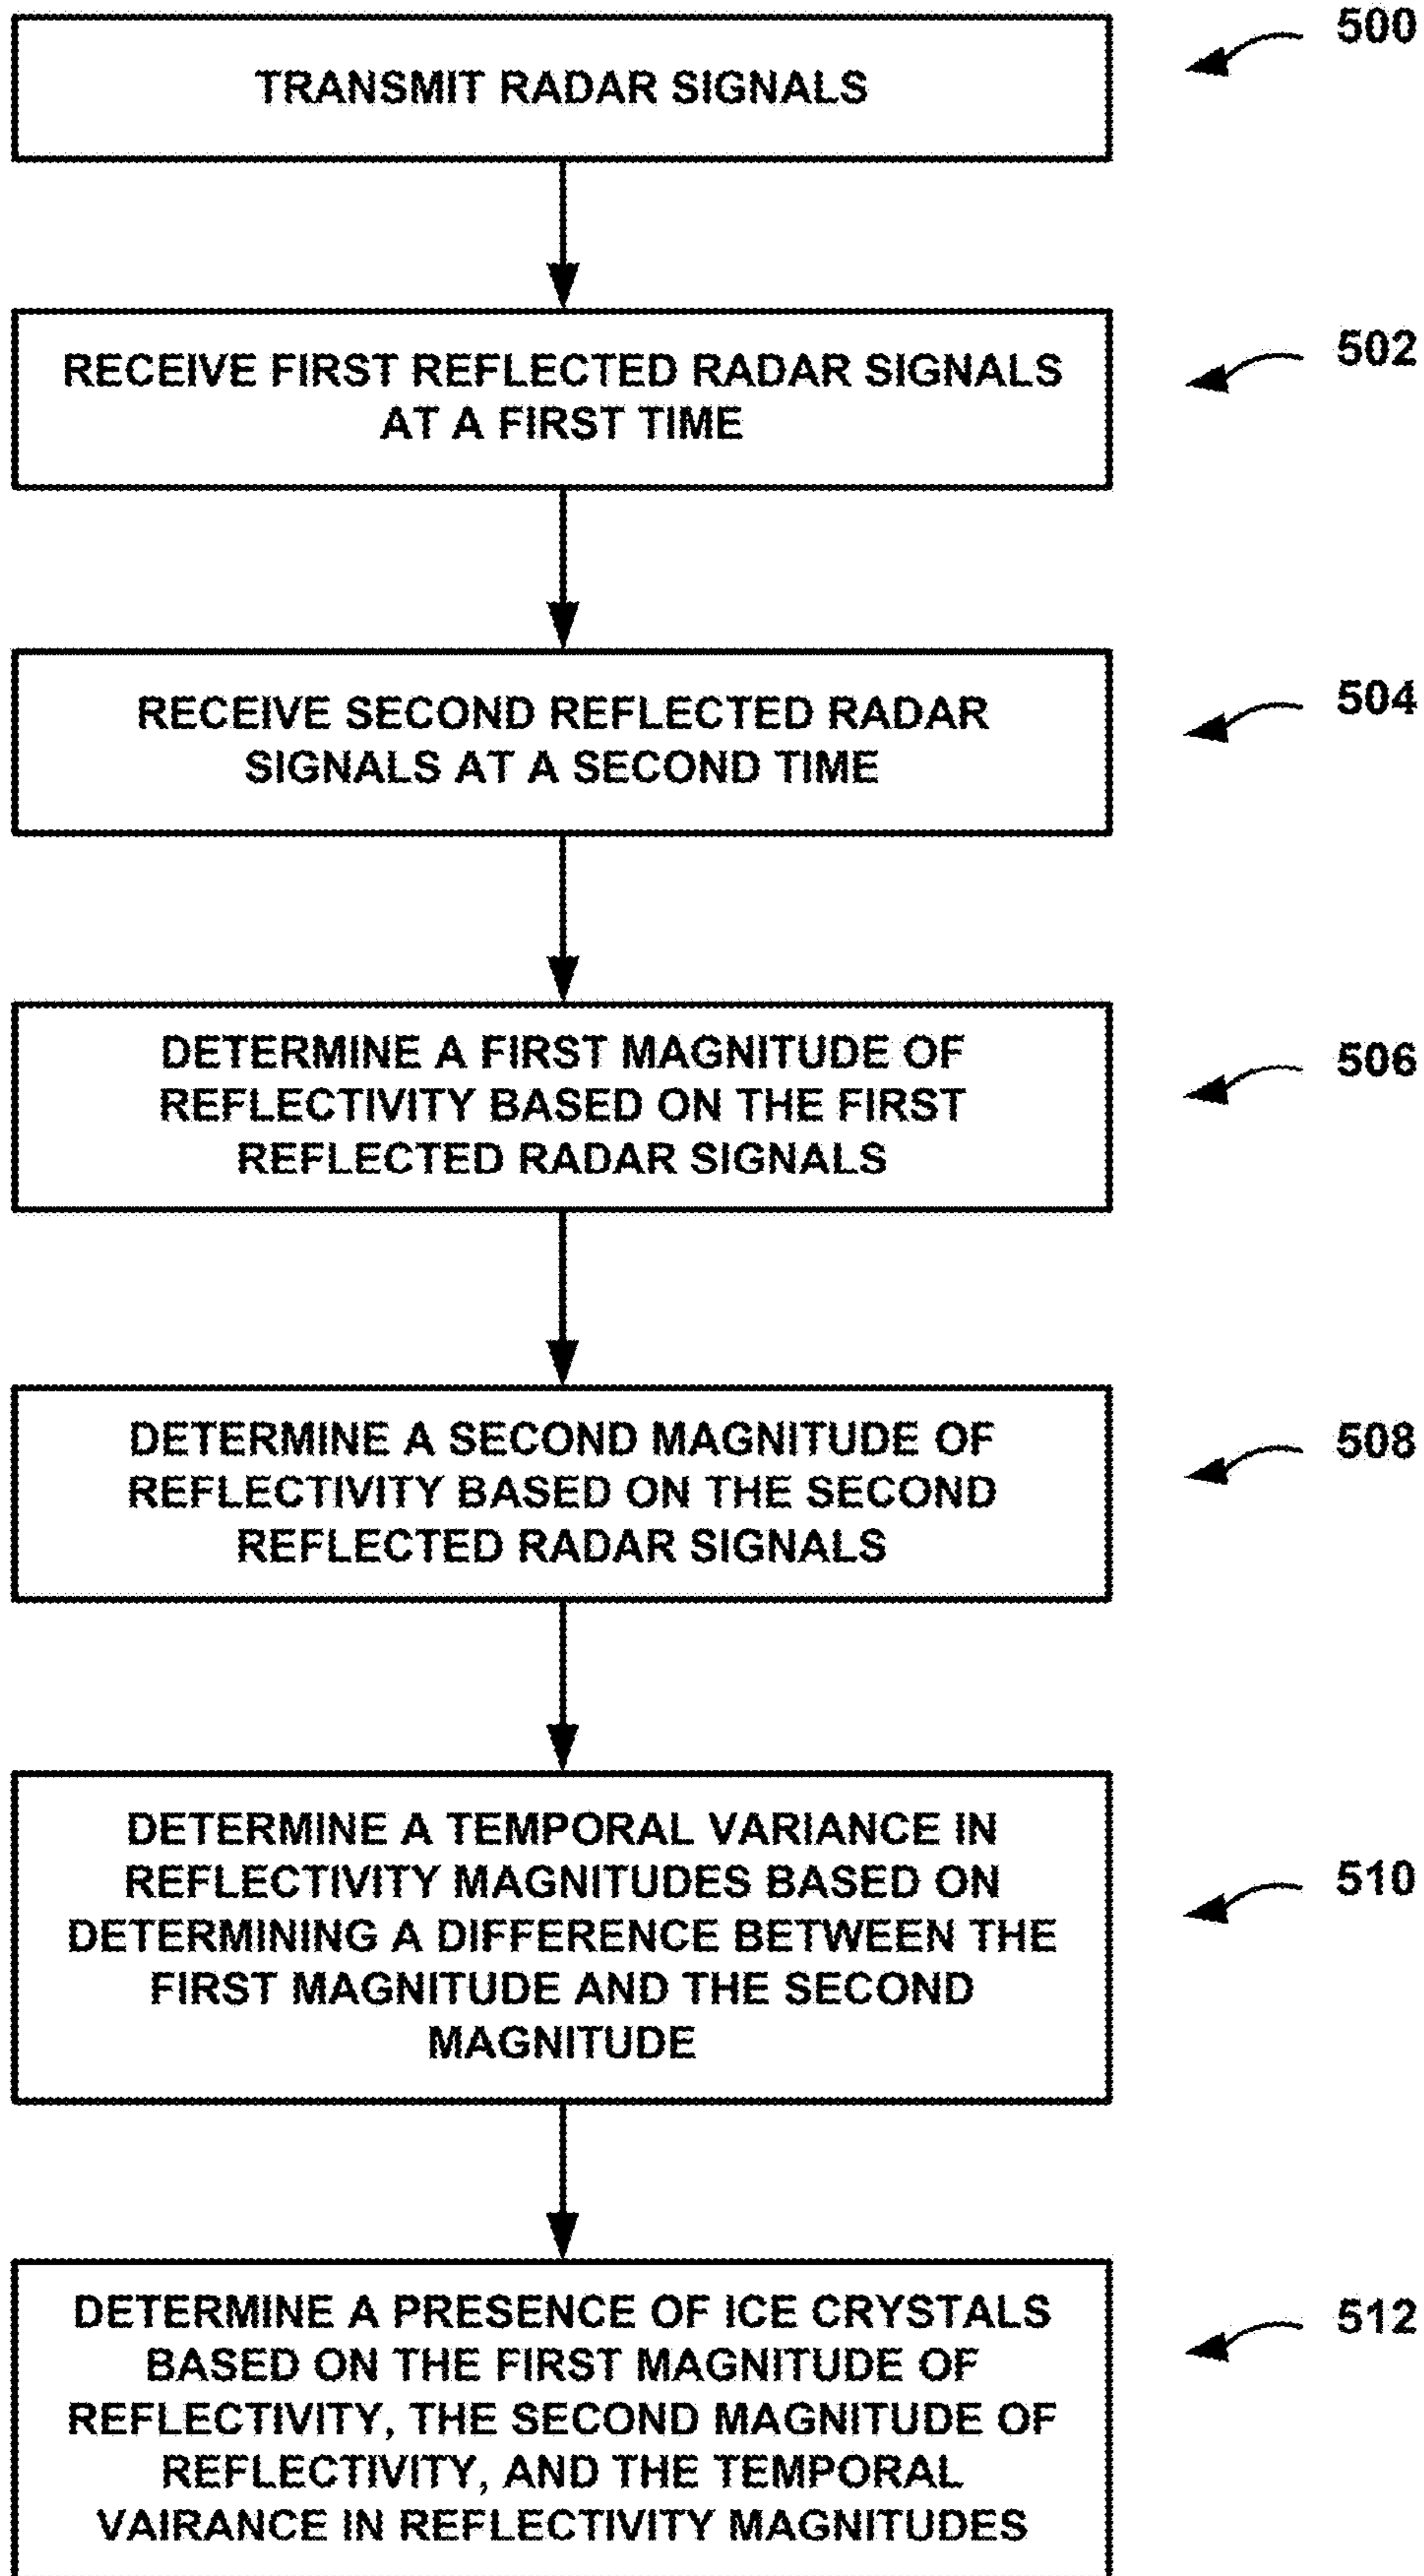 TRANSMIT RADAR SIGNALS
500
RECEIVE FIRST REFLECTED RADAR SIGNALS
AT A FIRST TIME
502
RECEIVE SECOND REFLECTED RADAR
SIGNALS AT A SECOND TIME
504
DETERMINE A FIRST MAGNITUDE OF
REFLECTIVITY BASED ON THE FIRST
REFLECTED RADAR SIGNALS
506
DETERMINE A SECOND MAGNITUDE OF
REFLECTIVITY BASED ON THE SECOND
REFLECTED RADAR SIGNALS
508
DETERMINE A TEMPORAL VARIANCE IN
REFLECTIVITY MAGNITUDES BASED ON
DETERMINING A DIFFERENCE BETWEEN THE
FIRST MAGNITUDE AND THE SECOND
MAGNITUDE
510
DETERMINE A PRESENCE OF ICE CRYSTALS
BASED ON THE FIRST MAGNITUDE OF
REFLECTIVITY, THE SECOND MAGNITUDE OF
REFLECTIVITY, AND THE TEMPORAL
VAIRANCE IN REFLECTIVITY MAGNITUDES
512